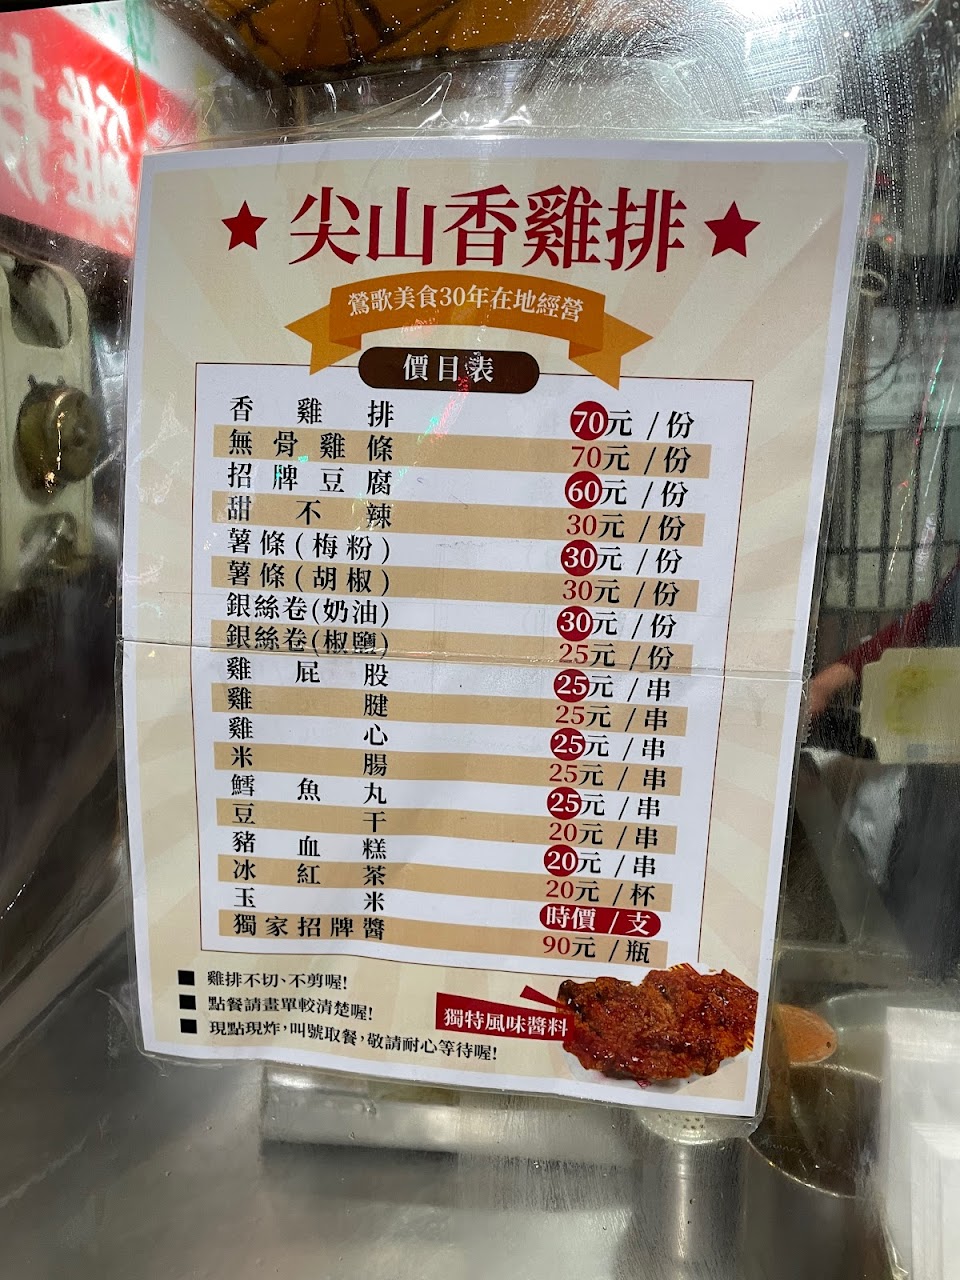 尖山香雞排
鶯歌美食30年在地經營
價目表
香雞排 70元/份
無骨雞條 70元/份
招牌豆腐 60元/份
甜不辣 30元/份
薯條(梅粉) 30元/份
薯條(胡椒) 30元/份
銀絲卷(奶油) 30元/份
銀絲卷(椒鹽) 25元/份
雞屁股 25元/串
雞腱 25元/串
雞心 25元/串
米腸 25元/串
鱈魚丸 25元/串
豆干 20元/串
豬血糕 20元/串
冰紅茶 20元/杯
玉米 時價/支
獨家招牌醬 90元/瓶
■ 雞排不切、不剪喔!
■ 點餐請畫單較清楚喔!
■ 現點現炸,叫號取餐,敬請耐心等待喔!
獨特風味醬料